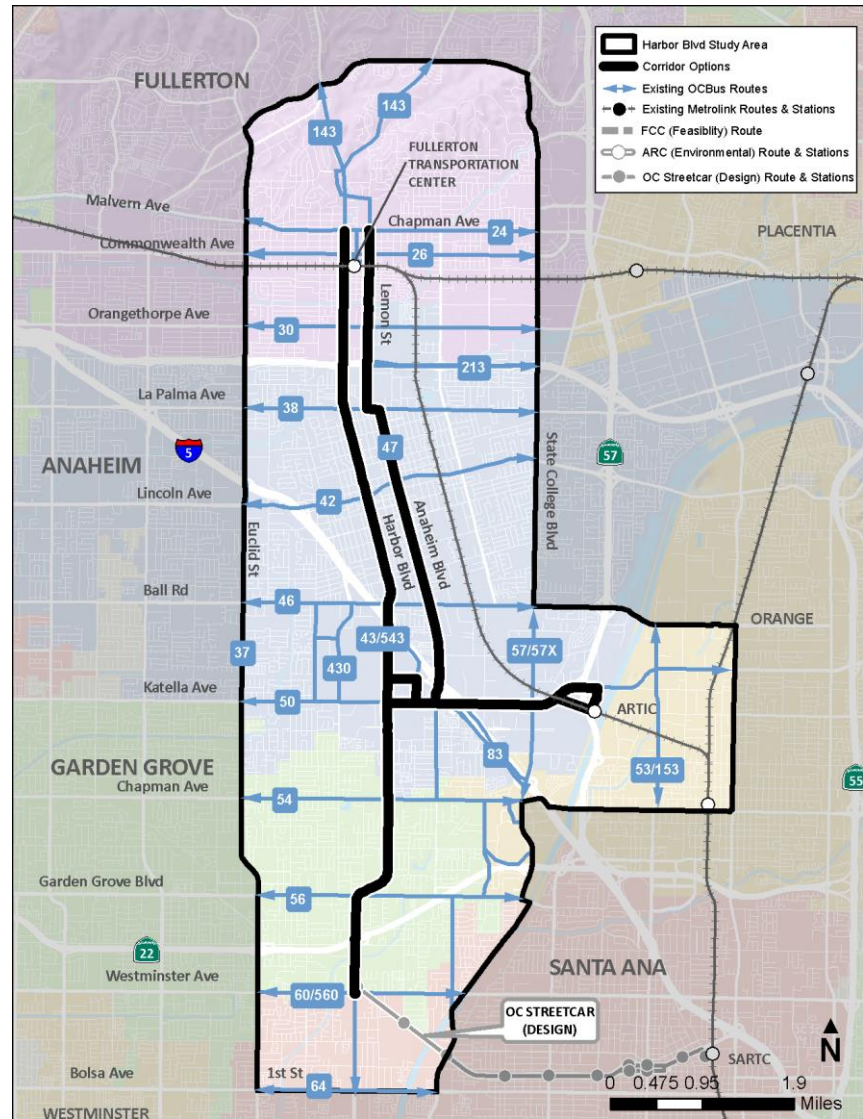 Harbor Blvd Study Area
Corridor Options
Existing OCBus Routes
Existing Metrolink Routes & Stations
FCC (Feasiblity) Route
ARC (Environmental) Route & Stations
OC Streetcar (Design) Route & Stations
FULLERTON
143
143
FULLERTON
TRANSPORTATION
CENTER
Malvern Ave
Chapman Ave
24
PLACENTIA
Commonwealth Ave
26
Lemon St
Orangethorpe Ave
30
213
La Palma Ave
38
47
State College Blvd
57
ANAHEIM
5
Lincoln Ave
42
Euclid St
Harbor Blvd
Anaheim Blvd
Ball Rd
46
ORANGE
37
43/543
57/57X
430
Katella Ave
50
ARTIC
83
53/153
GARDEN GROVE
Chapman Ave
54
55
Garden Grove Blvd
56
22
SANTA ANA
Westminster Ave
60/560
OC STREETCAR
(DESIGN)
N
SARTC
Bolsa Ave
1st St
64
0 0.475 0.95 1.9
Miles
WESTMINSTER